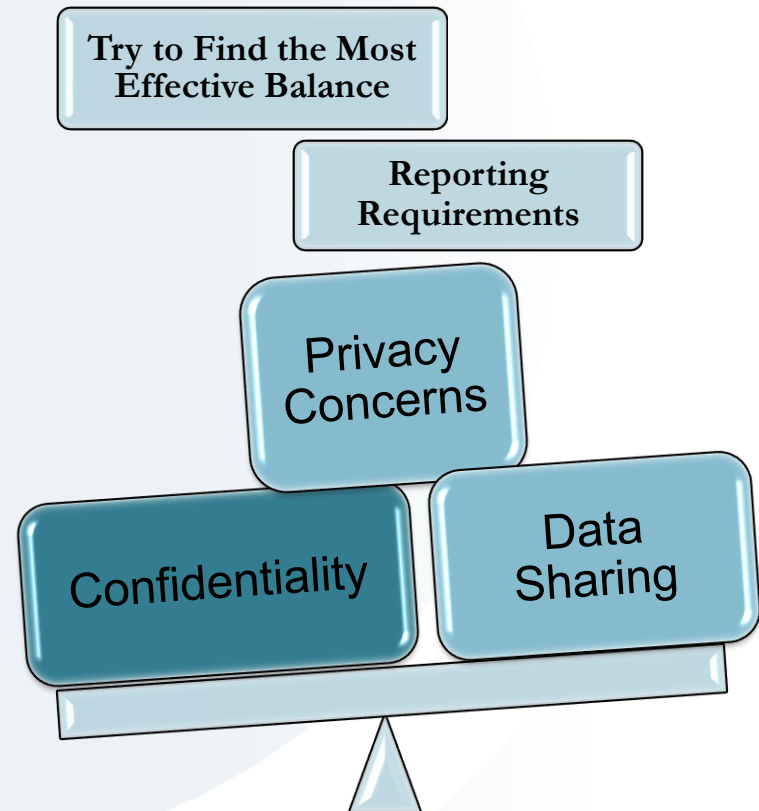 Try to Find the Most
Effective Balance
Reporting
Requirements
Privacy
Concerns
Confidentiality
Data
Sharing